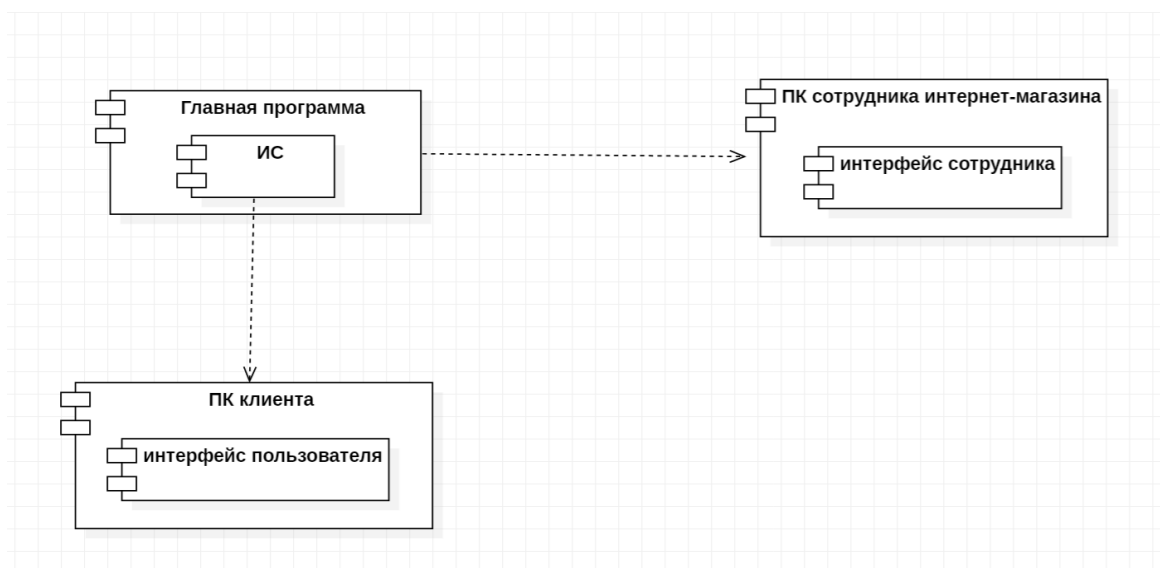 Главная программа
ИС
ПК сотрудника интернет-магазина
интерфейс сотрудника
ПК клиента
интерфейс пользователя